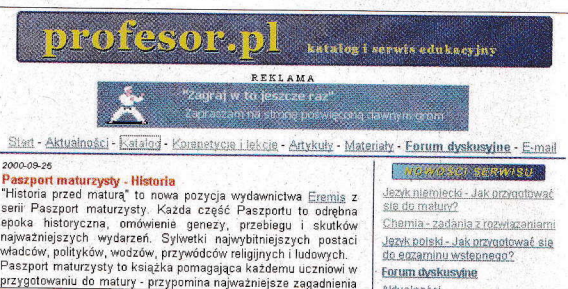 profesor.pl katalog i serwis edukacyjny
REKLAMA
"Zagraj w to jeszcze raz"
Zapraszam na stronę poświęconą dawnym grom
Start - Aktualności - Katalog - Korepetycje i lekcje - Artykuły - Materiały - Forum dyskusyjne - E-mail
2000-09-26
Paszport maturzysty - Historia
"Historia przed maturą" to nowa pozycja wydawnictwa Eremis z
serii Paszport maturzysty. Każda część Paszportu to odrębna
epoka historyczna, omówienie genezy, przebiegu i skutków
najważniejszych wydarzeń. Sylwetki najwybitniejszych postaci
władców, polityków, wodzów, przywódców religijnych i ludowych.
Paszport maturzysty to książka pomagająca każdemu uczniowi w
przygotowaniu do matury - przypomina najważniejsze zagadnienia
NOWOŚCI SERWISU
Język niemiecki - Jak przygotować
się do matury?
Chemia - zadania z rozwiązaniami
Język polski - Jak przygotować się
do egzaminu wstępnego?
Forum dyskusyjne
Aktualności